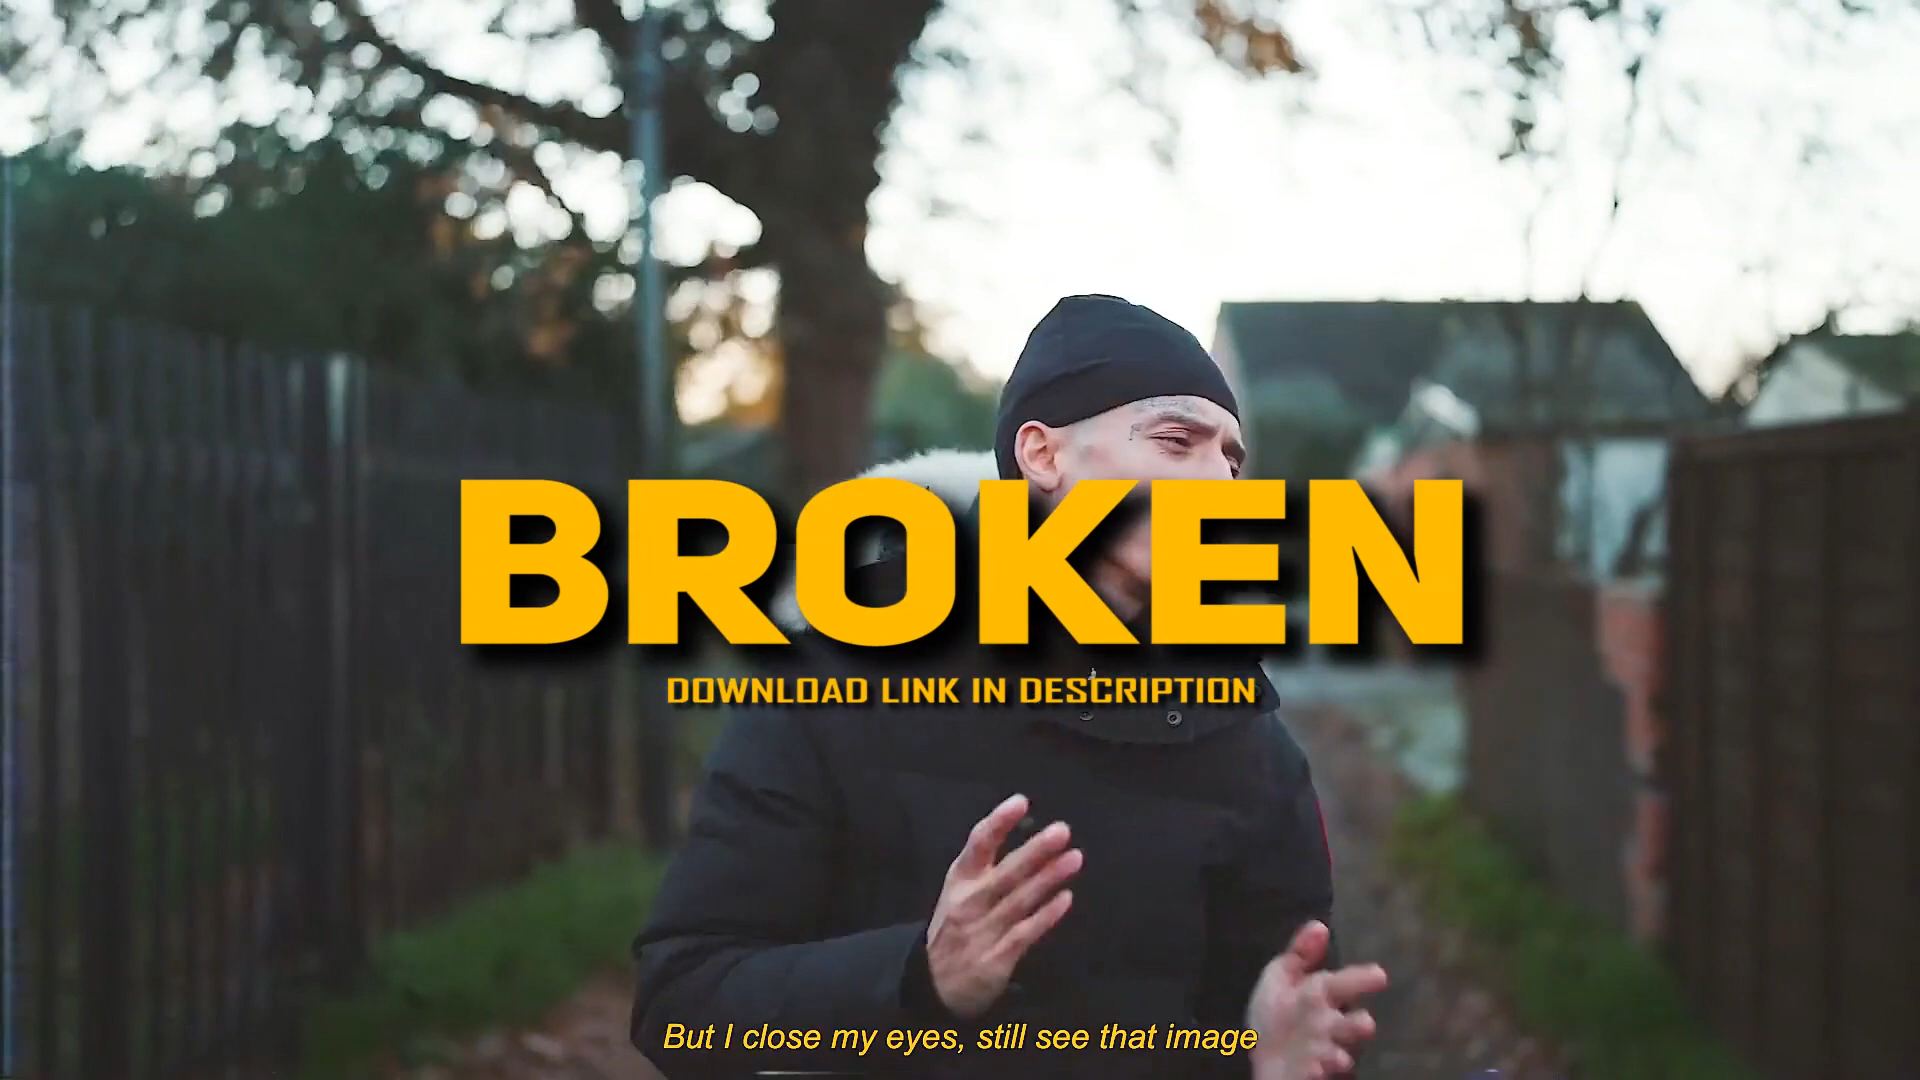 BROKEN
DOWNLOAD LINK IN DESCRIPTION
But I close my eyes, still see that image